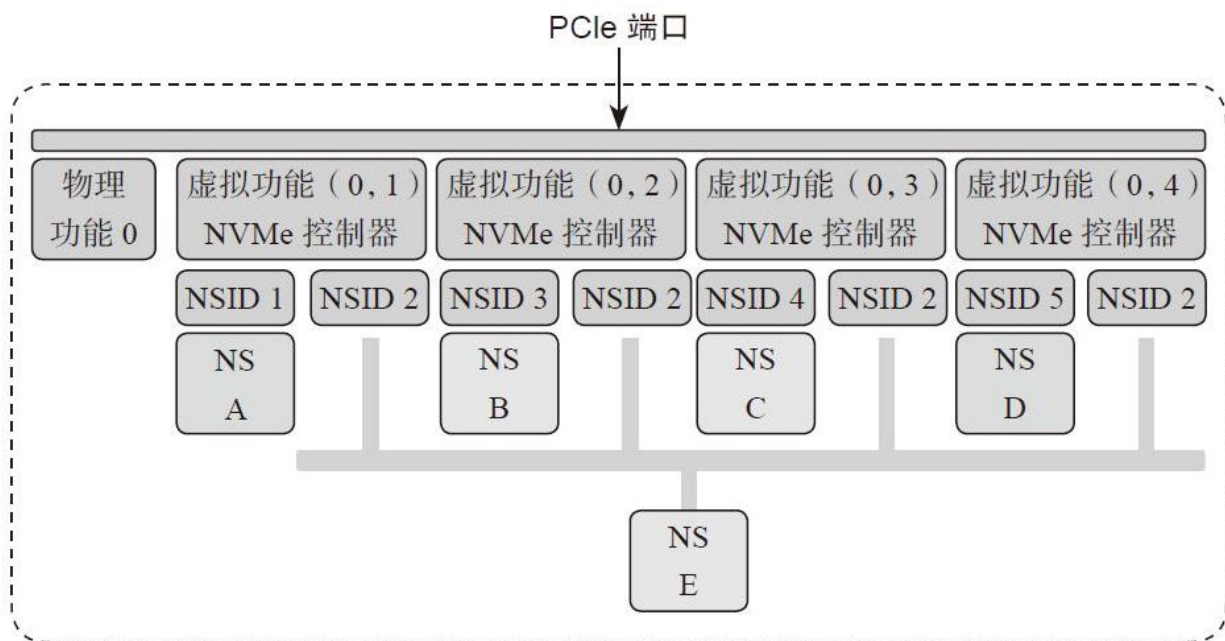 PCIe 端口
物理
功能 0
虚拟功能（0, 1）
NVMe 控制器
虚拟功能（0, 2）
NVMe 控制器
虚拟功能（0, 3）
NVMe 控制器
虚拟功能（0, 4）
NVMe 控制器
NSID 1
NSID 2
NSID 3
NSID 2
NSID 4
NSID 2
NSID 5
NSID 2
NS
A
NS
B
NS
C
NS
D
NS
E